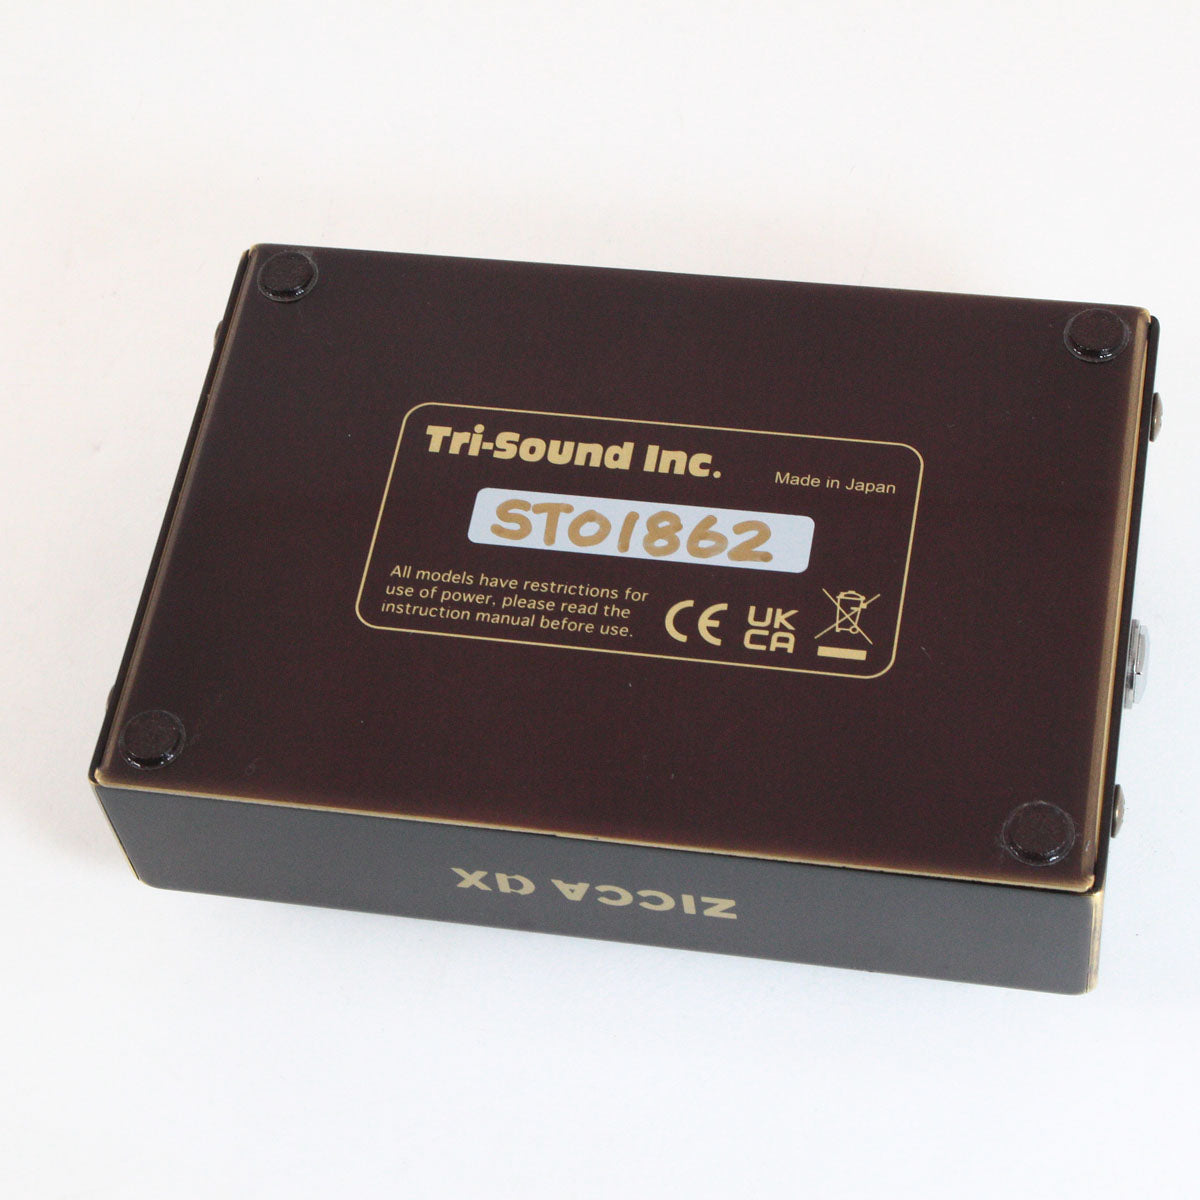 Tri-Sound Inc.
Made in Japan
ST01862
All models have restrictions for
use of power, please read the
instruction manual before use.
CE
UK
CA
ZICCA AX